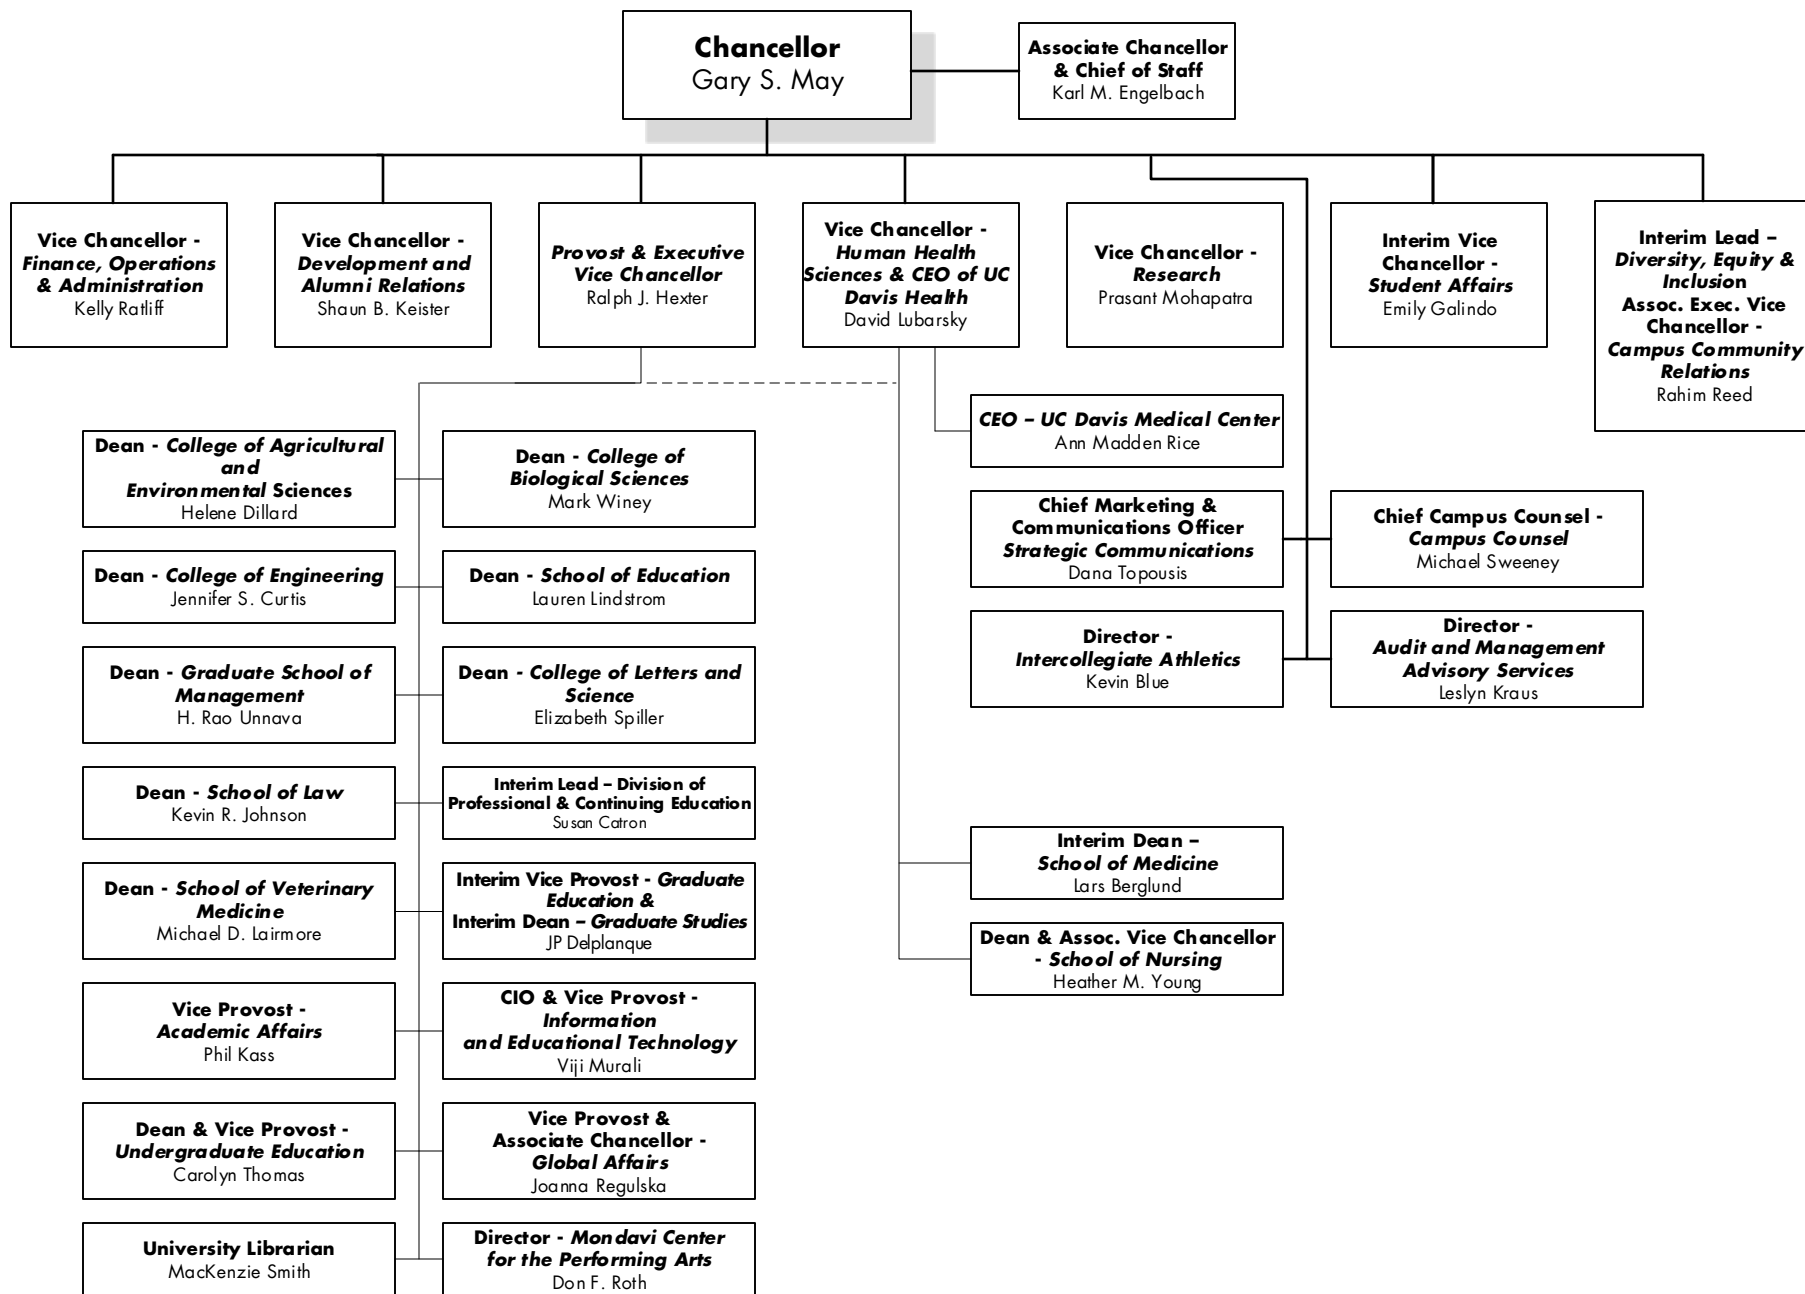 Chancellor
Gary S. May
Associate Chancellor
& Chief of Staff
Karl M. Engelbach
Vice Chancellor -
Finance, Operations
& Administration
Kelly Ratliff
Vice Chancellor -
Development and
Alumni Relations
Shaun B. Keister
Provost & Executive
Vice Chancellor
Ralph J. Hexter
Vice Chancellor -
Human Health
Sciences & CEO of UC
Davis Health
David Lubarsky
Vice Chancellor -
Research
Prasant Mohapatra
Interim Vice
Chancellor -
Student Affairs
Emily Galindo
Interim Lead –
Diversity, Equity &
Inclusion
Assoc. Exec. Vice
Chancellor -
Campus Community
Relations
Rahim Reed
Dean - College of Agricultural
and
Environmental Sciences
Helene Dillard
Dean - College of
Biological Sciences
Mark Winey
CEO – UC Davis Medical Center
Ann Madden Rice
Chief Marketing &
Communications Officer
Strategic Communications
Dana Topousis
Chief Campus Counsel -
Campus Counsel
Michael Sweeney
Dean - College of Engineering
Jennifer S. Curtis
Dean - School of Education
Lauren Lindstrom
Director -
Intercollegiate Athletics
Kevin Blue
Director -
Audit and Management
Advisory Services
Leslyn Kraus
Dean - Graduate School of
Management
H. Rao Unnava
Dean - College of Letters and
Science
Elizabeth Spiller
Dean - School of Law
Kevin R. Johnson
Interim Lead – Division of
Professional & Continuing Education
Susan Catron
Interim Dean –
School of Medicine
Lars Berglund
Dean - School of Veterinary
Medicine
Michael D. Lairmore
Interim Vice Provost - Graduate
Education &
Interim Dean – Graduate Studies
JP Delplanque
Dean & Assoc. Vice Chancellor
- School of Nursing
Heather M. Young
Vice Provost -
Academic Affairs
Phil Kass
CIO & Vice Provost -
Information
and Educational Technology
Viji Murali
Dean & Vice Provost -
Undergraduate Education
Carolyn Thomas
Vice Provost &
Associate Chancellor -
Global Affairs
Joanna Regulska
University Librarian
MacKenzie Smith
Director - Mondavi Center
for the Performing Arts
Don F. Roth